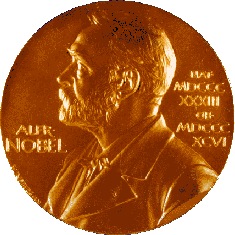 ALFR·
NOBEL
NAT·
MDCCC
XXXIII
OB·
MDCCC
XCVI